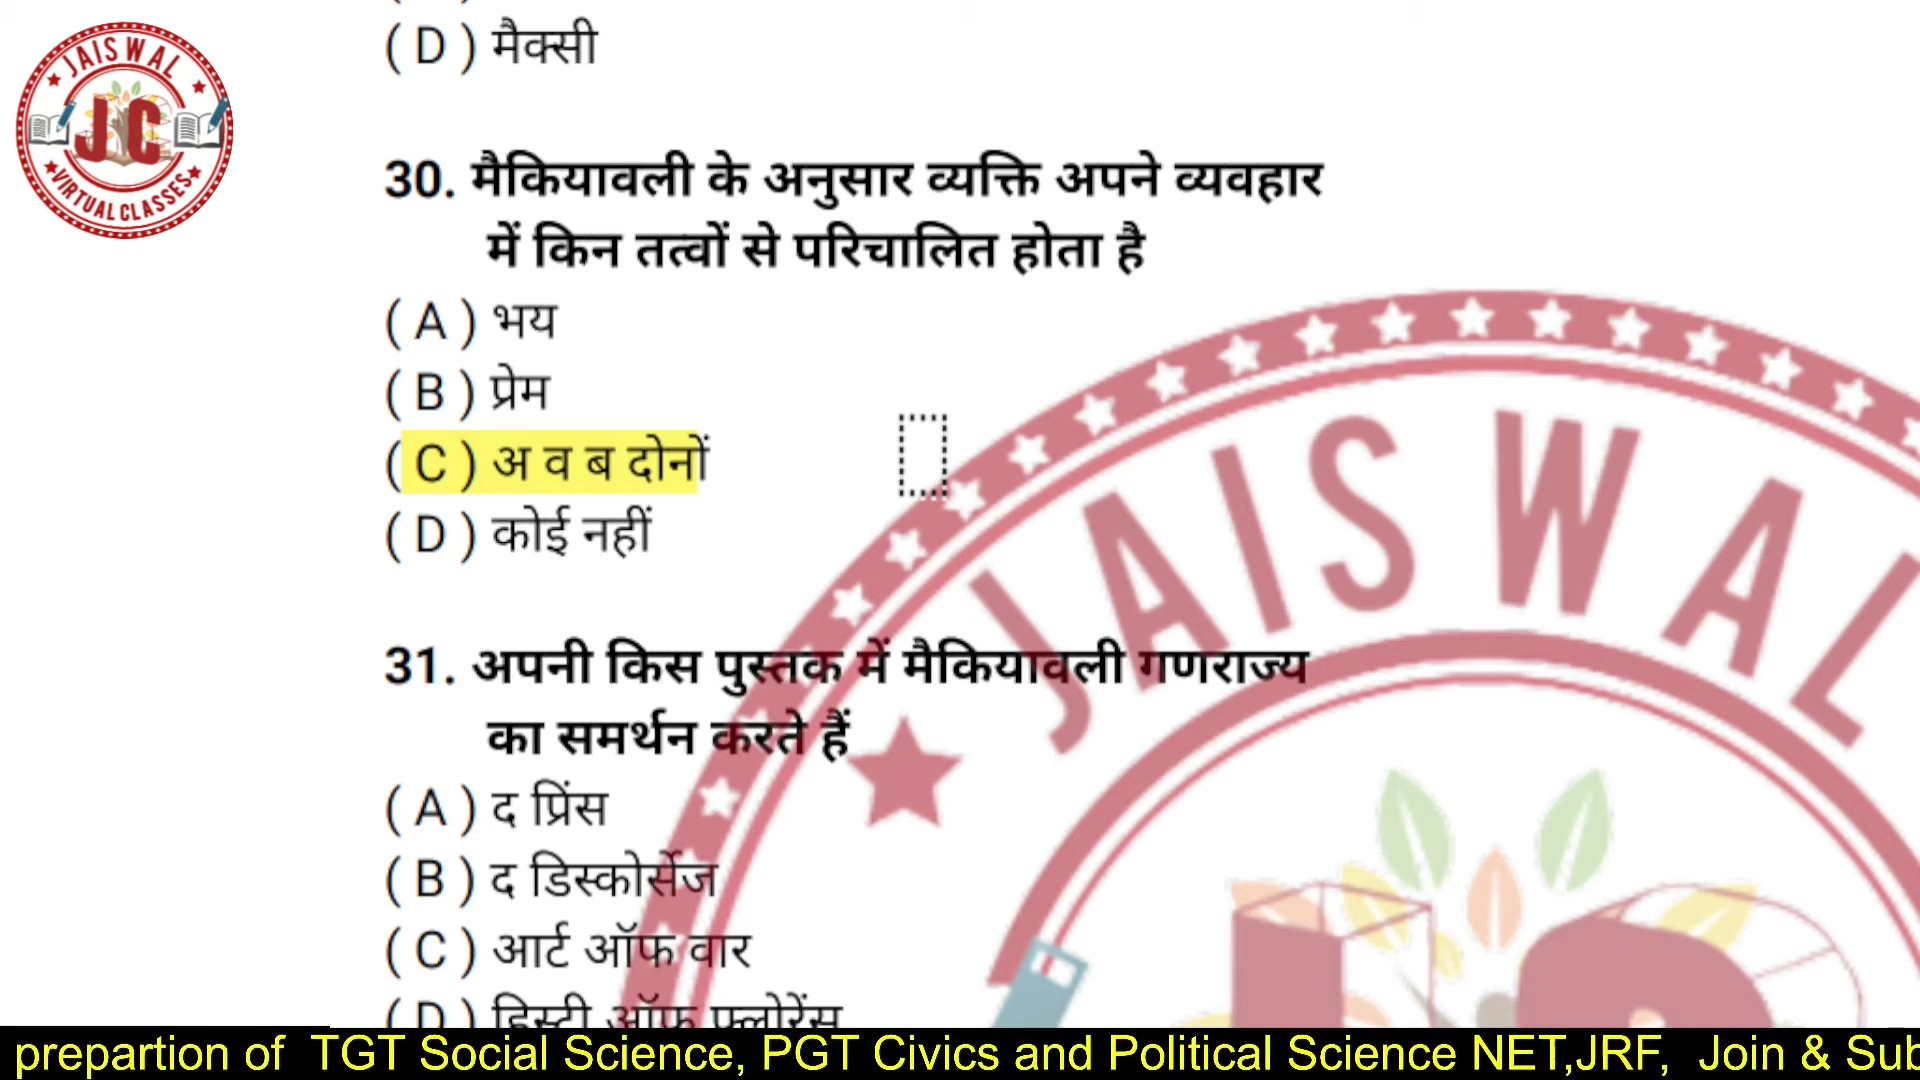 ( D ) मैक्सी
JAISWAL
JC
VIRTUAL CLASSES
30. मैकियावली के अनुसार व्यक्ति अपने व्यवहार
में किन तत्वों से परिचालित होता है
( A ) भय
( B ) प्रेम
( C ) अ व ब दोनों
( D ) कोई नहीं
JAISWAL
31. अपनी किस पुस्तक में मैकियावली गणराज्य
का समर्थन करते हैं
( A ) द प्रिंस
( B ) द डिस्कोर्सेज
( C ) आर्ट ऑफ वार
( D ) हिस्टी ऑफ फ्लोरेंस
prepartion of TGT Social Science, PGT Civics and Political Science NET,JRF, Join & Sub